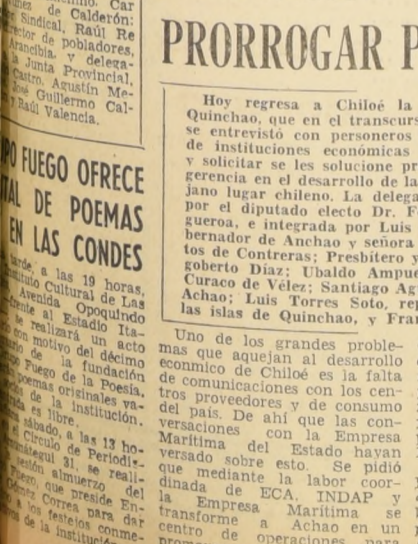 Car
de Calderón:
Sindical, Raúl Re
de pobladores,
Arancibia, y delega-
la Junta Provincial,
Castro, Agustín Me-
José Guillermo Cal-
Raúl Valencia.
FUEGO OFRECE
DE POEMAS
EN LAS CONDES
tarde, a las 19 horas,
Instituto Cultural de Las
Avenida Opoquindo
frente al Estadio Ita-
se realizará un acto
con motivo del décimo
de la fundación
Fuego de la Poesía.
poemas originales va-
de la institución.
es libre.
sábado, a las 13 ho-
Círculo de Periodis-
31, se reali-
sesión almuerzo del
que preside En-
Gómez Correa para dar
a los festejos conme-
de la institución
PRORROGAR P
Hoy regresa a Chiloé la
Quinchao, que en el transcurs
se entrevistó con personeros
de instituciones económicas
y solicitar se les solucione pr
gerencia en el desarrollo de la
jano lugar chileno. La delega
por el diputado electo Dr. F
gueroa, e integrada por Luis
bernador de Anchao y señora
tos de Contreras; Presbítero y
goberto Díaz; Ubaldo Ampu
Curaco de Vélez; Santiago Ag
Achao; Luis Torres Soto, rep
las islas de Quinchao, y Fran
Uno de los grandes proble-
mas que aquejan al desarrollo
econmico de Chiloé es la falta
de comunicaciones con los cen-
tros proveedores y de consumo
del país. De ahí que las con-
versaciones con la Empresa
Marítima del Estado hayan
versado sobre esto. Se pidió
que mediante la labor coor-
dinada de ECA, INDAP y
la Empresa Marítima se
transforme a Achao en un
centro de operaciones para